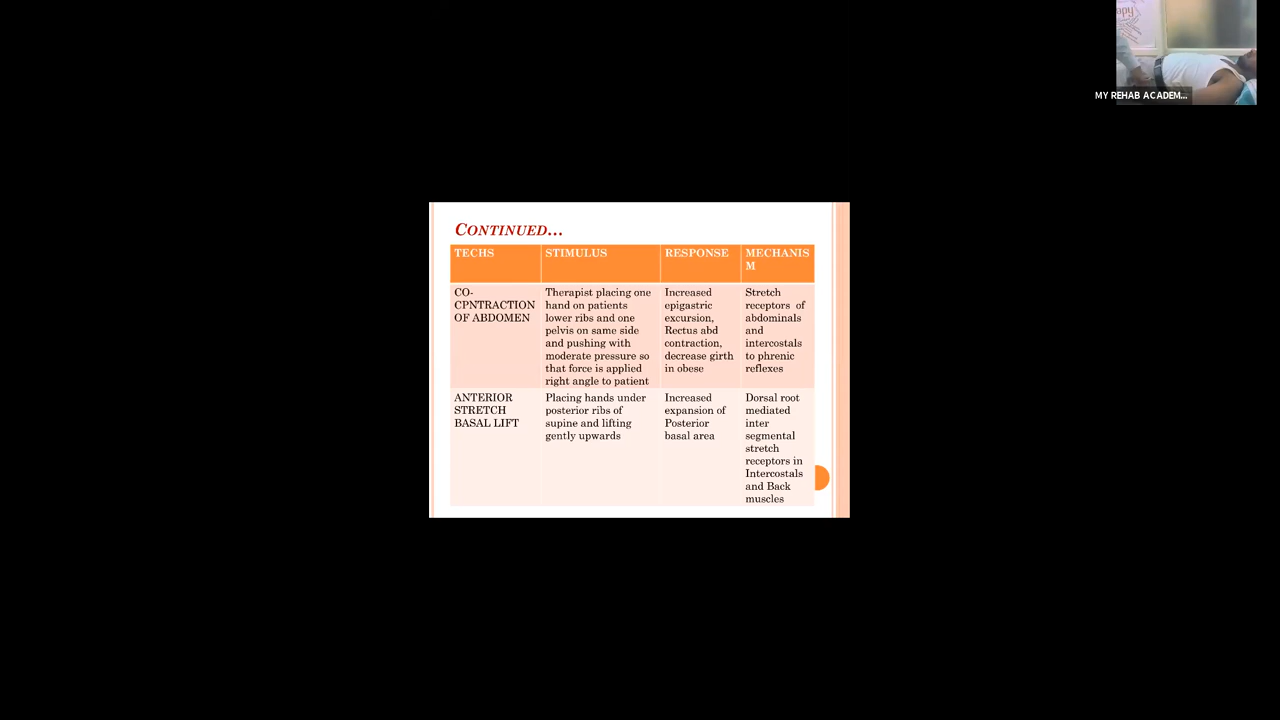 apy
MY REHAB ACADEM...
CONTINUED...
TECHS
STIMULUS
RESPONSE
MECHANIS
M
CO-
CPNTRACTION
OF ABDOMEN
Therapist placing one
hand on patients
lower ribs and one
pelvis on same side
and pushing with
moderate pressure so
that force is applied
right angle to patient
Increased
epigastric
excursion,
Rectus abd
contraction,
decrease girth
in obese
Stretch
receptors of
abdominals
and
intercostals
to phrenic
reflexes
ANTERIOR
STRETCH
BASAL LIFT
Placing hands under
posterior ribs of
supine and lifting
gently upwards
Increased
expansion of
Posterior
basal area
Dorsal root
mediated
inter
segmental
stretch
receptors in
Intercostals
and Back
muscles